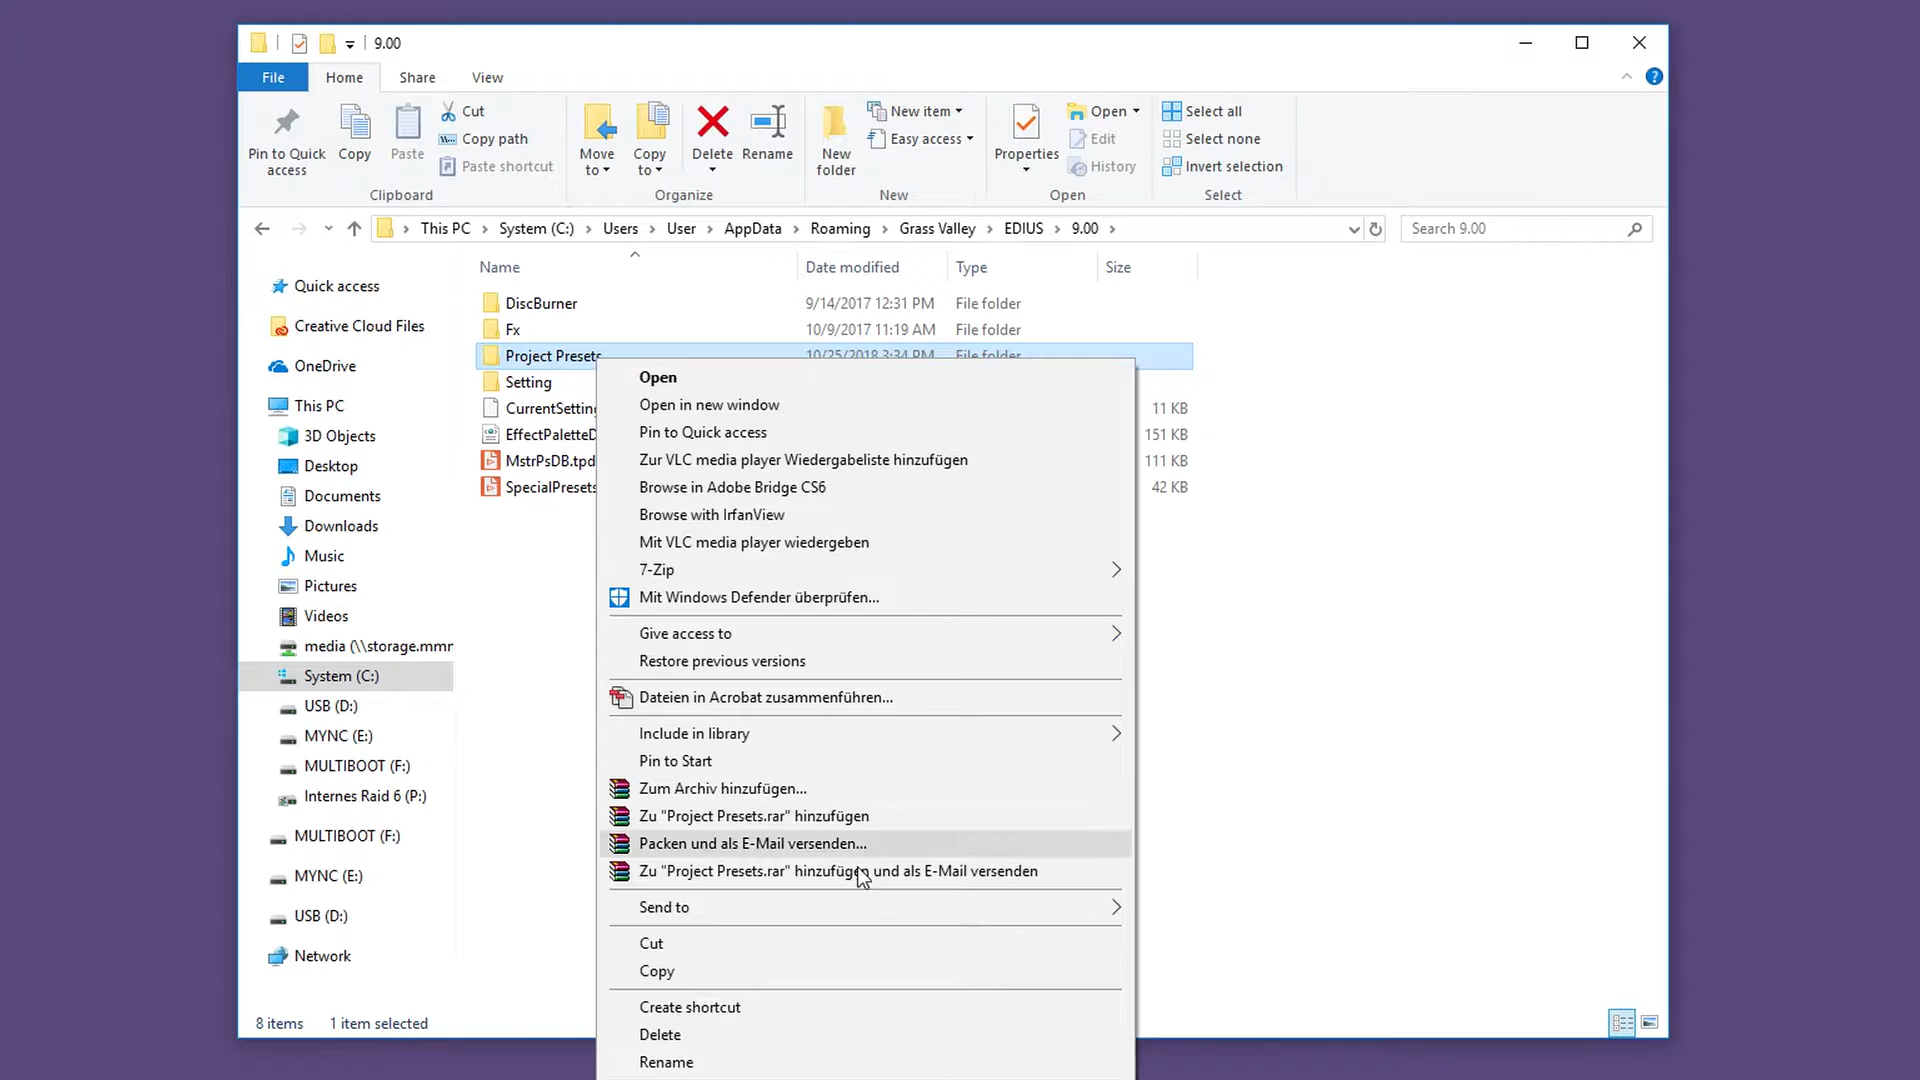 9.00
File Home Share View
Pin to Quick access
Copy
Paste
Cut
Copy path
Paste shortcut
Clipboard
Move to
Copy to
Delete
Rename
Organize
New folder
New item
Easy access
New
Properties
Open
Edit
History
Open
Select all
Select none
Invert selection
Select
This PC System (C:) Users User AppData Roaming Grass Valley EDIUS 9.00
Search 9.00
Name Date modified Type Size
Quick access
Creative Cloud Files
OneDrive
This PC
3D Objects
Desktop
Documents
Downloads
Music
Pictures
Videos
media (\\storage.mmr
System (C:)
USB (D:)
MYNC (E:)
MULTIBOOT (F:)
Internes Raid 6 (P:)
MULTIBOOT (F:)
MYNC (E:)
USB (D:)
Network
DiscBurner 9/14/2017 12:31 PM File folder
Fx 10/9/2017 11:19 AM File folder
Project Presets 10/25/2018 3:34 PM File folder
Setting
CurrentSetting 11 KB
EffectPaletteD 151 KB
MstrPsDB.tpd 111 KB
SpecialPresets 42 KB
Open
Open in new window
Pin to Quick access
Zur VLC media player Wiedergabeliste hinzufügen
Browse in Adobe Bridge CS6
Browse with IrfanView
Mit VLC media player wiedergeben
7-Zip
Mit Windows Defender überprüfen...
Give access to
Restore previous versions
Dateien in Acrobat zusammenführen...
Include in library
Pin to Start
Zum Archiv hinzufügen...
Zu "Project Presets.rar" hinzufügen
Packen und als E-Mail versenden...
Zu "Project Presets.rar" hinzufügen und als E-Mail versenden
Send to
Cut
Copy
Create shortcut
Delete
Rename
8 items 1 item selected